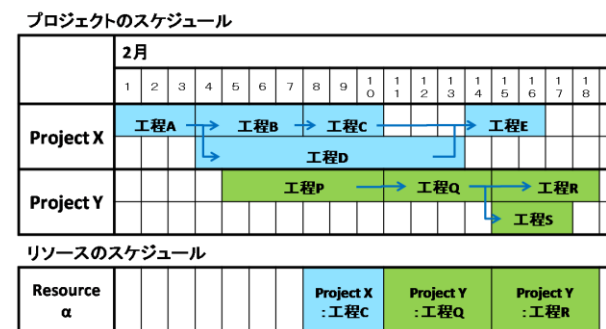 プロジェクトのスケジュール
2月
1 2 3 4 5 6 7 8 9 10 11 12 13 14 15 16 17 18
Project X
工程A 工程B 工程C 工程E
工程D
Project Y
工程P 工程Q 工程R
工程S
リソースのスケジュール
Resource α
Project X :工程C
Project Y :工程Q
Project Y :工程R